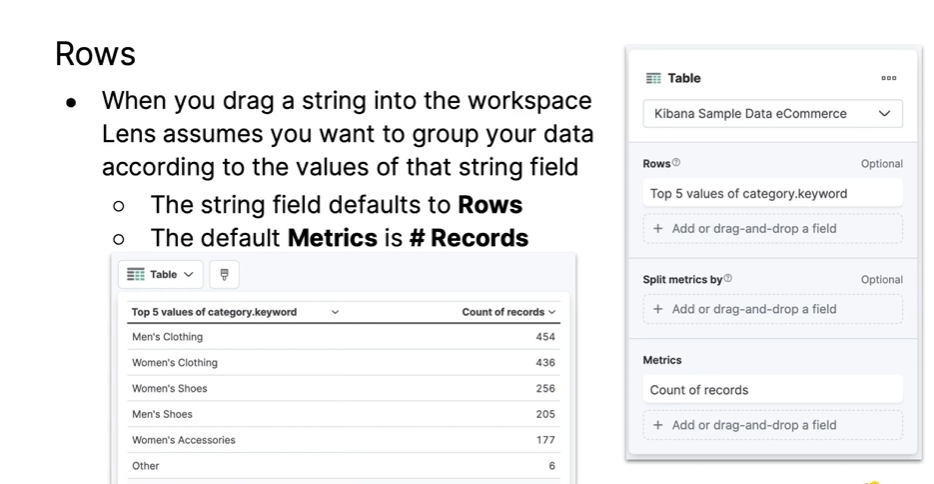 Rows
● When you drag a string into the workspace
Lens assumes you want to group your data
according to the values of that string field
○ The string field defaults to Rows
○ The default Metrics is # Records
Table
Top 5 values of category.keyword Count of records
Men's Clothing 454
Women's Clothing 436
Women's Shoes 256
Men's Shoes 205
Women's Accessories 177
Other 6
Table
Kibana Sample Data eCommerce
Rows Optional
Top 5 values of category.keyword
+ Add or drag-and-drop a field
Split metrics by Optional
+ Add or drag-and-drop a field
Metrics
Count of records
+ Add or drag-and-drop a field